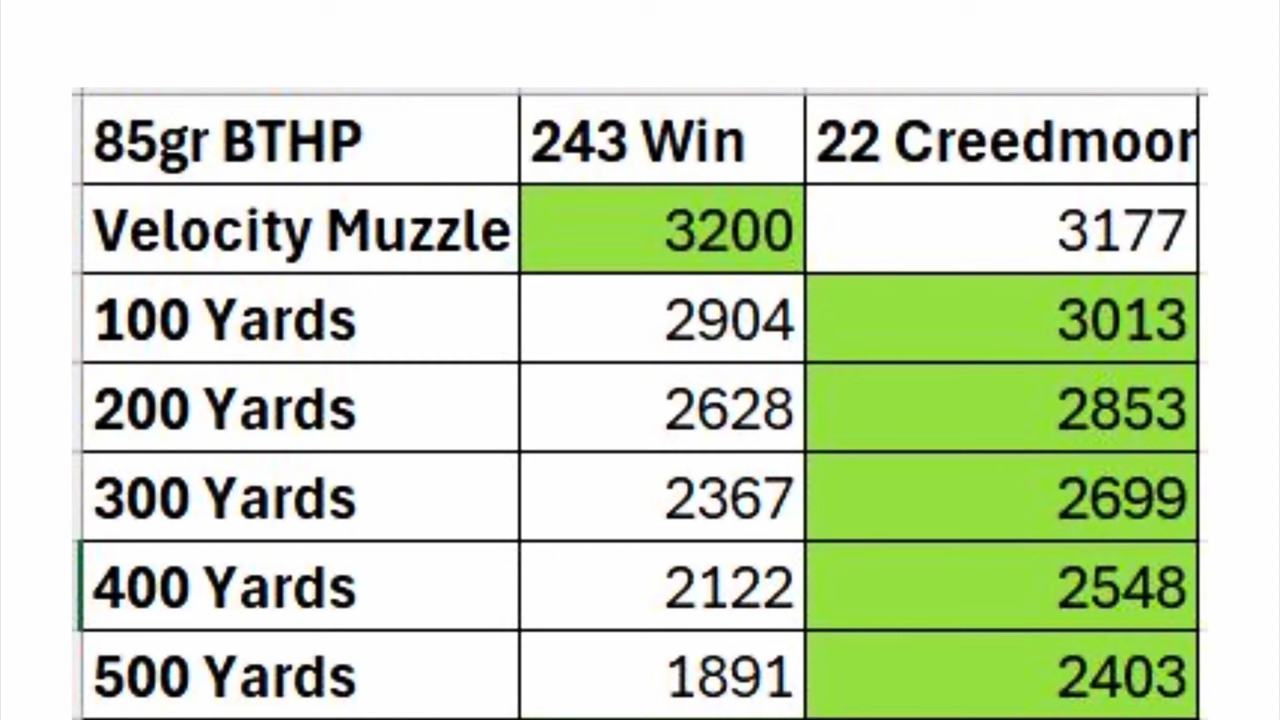 85gr BTHP 243 Win 22 Creedmoor
Velocity Muzzle 3200 3177
100 Yards 2904 3013
200 Yards 2628 2853
300 Yards 2367 2699
400 Yards 2122 2548
500 Yards 1891 2403